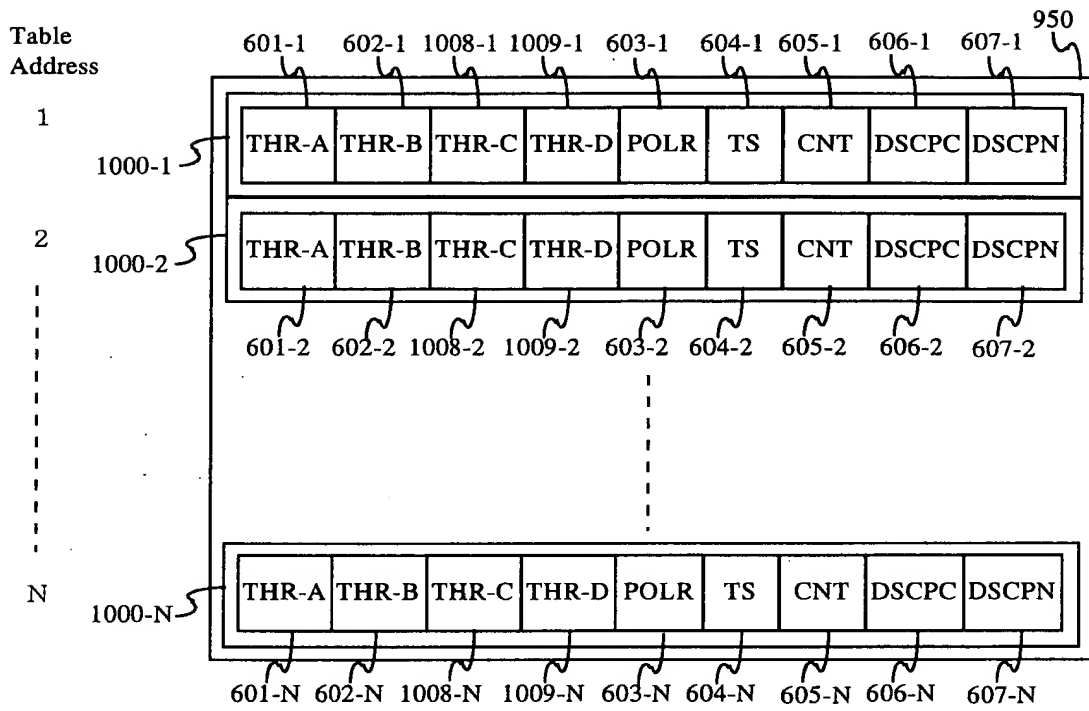 950
Table
Address
601-1 602-1 1008-1 1009-1 603-1 604-1 605-1 606-1 607-1
1
1000-1
THR-A THR-B THR-C THR-D POLR TS CNT DSCPC DSCPN
2
1000-2
THR-A THR-B THR-C THR-D POLR TS CNT DSCPC DSCPN
601-2 602-2 1008-2 1009-2 603-2 604-2 605-2 606-2 607-2
N
1000-N
THR-A THR-B THR-C THR-D POLR TS CNT DSCPC DSCPN
601-N 602-N 1008-N 1009-N 603-N 604-N 605-N 606-N 607-N